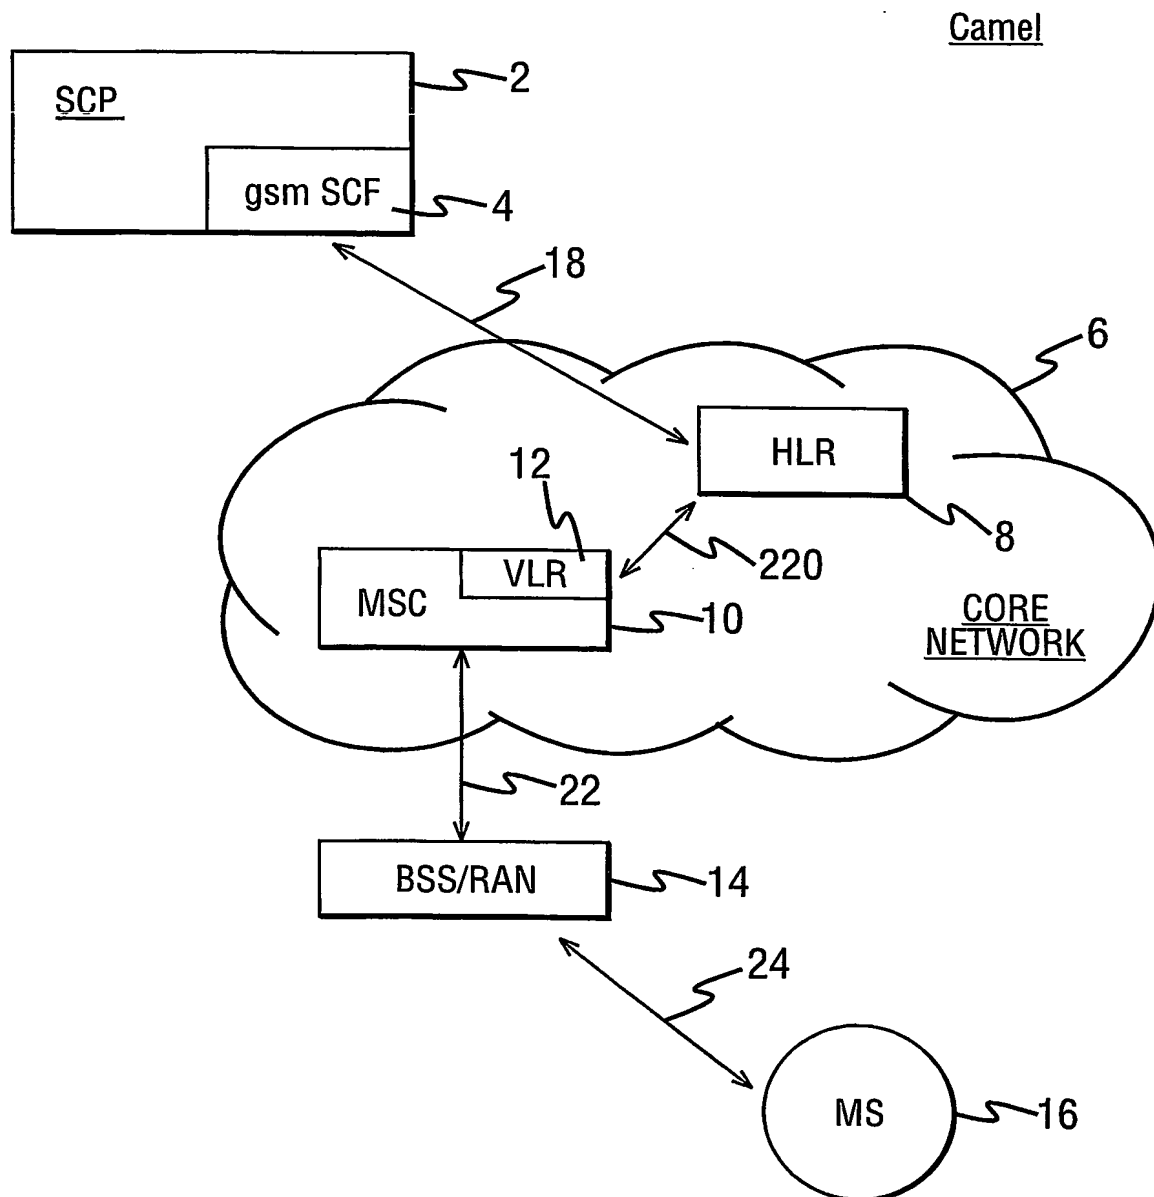 Camel
SCP
2
gsm SCF
4
18
6
HLR
12
8
220
VLR
MSC
10
CORE
NETWORK
22
BSS/RAN
14
24
MS
16